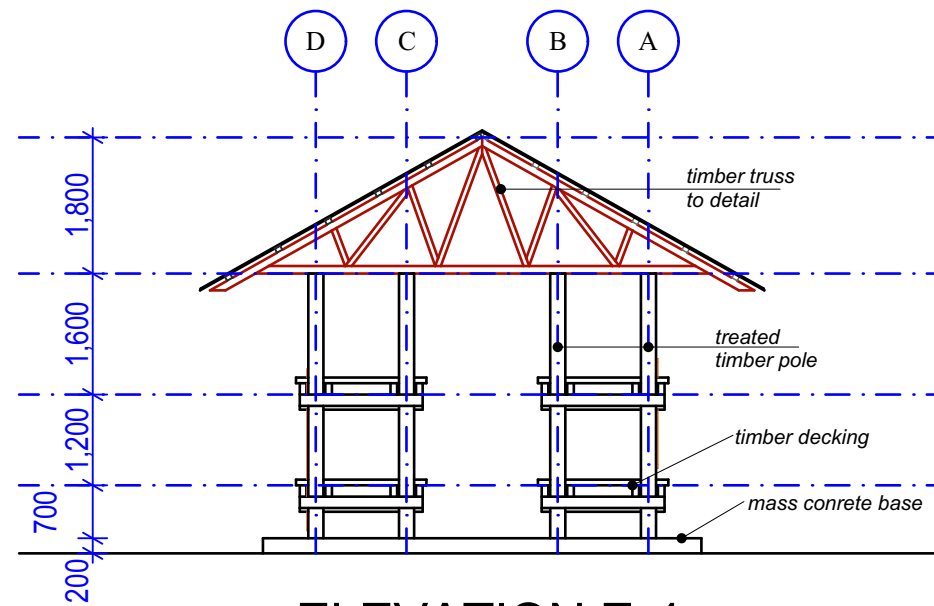 D C B A
timber truss
to detail
1,800
1,600
treated
timber pole
1,200
timber decking
700
mass conrete base
200